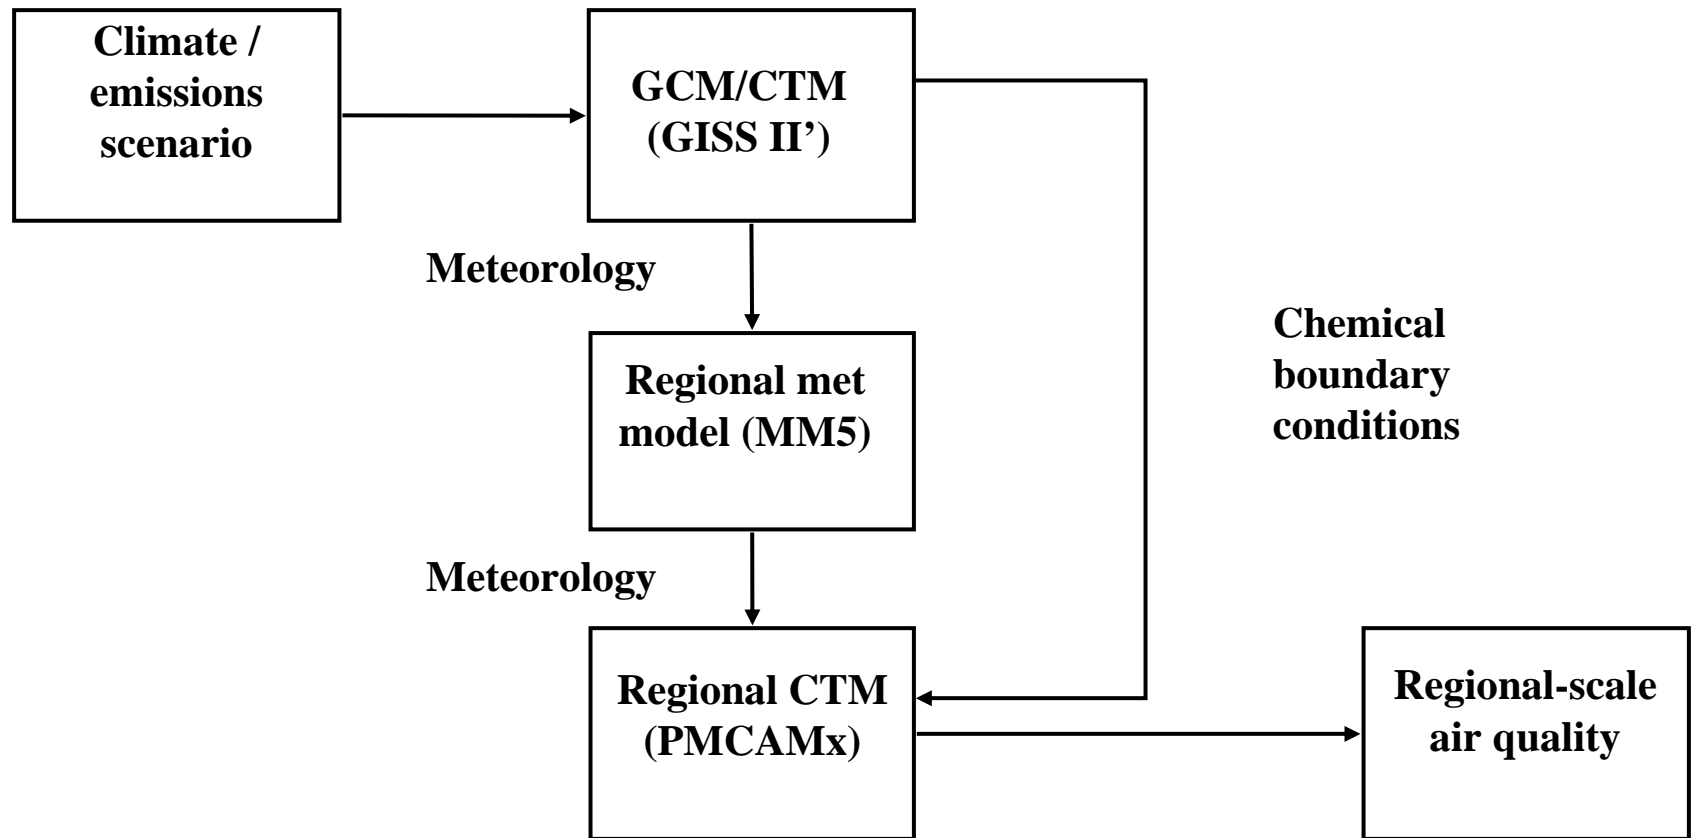 Climate /
emissions
scenario
GCM/CTM
(GISS II’)
Meteorology
Regional met
model (MM5)
Chemical
boundary
conditions
Meteorology
Regional CTM
(PMCAMx)
Regional-scale
air quality